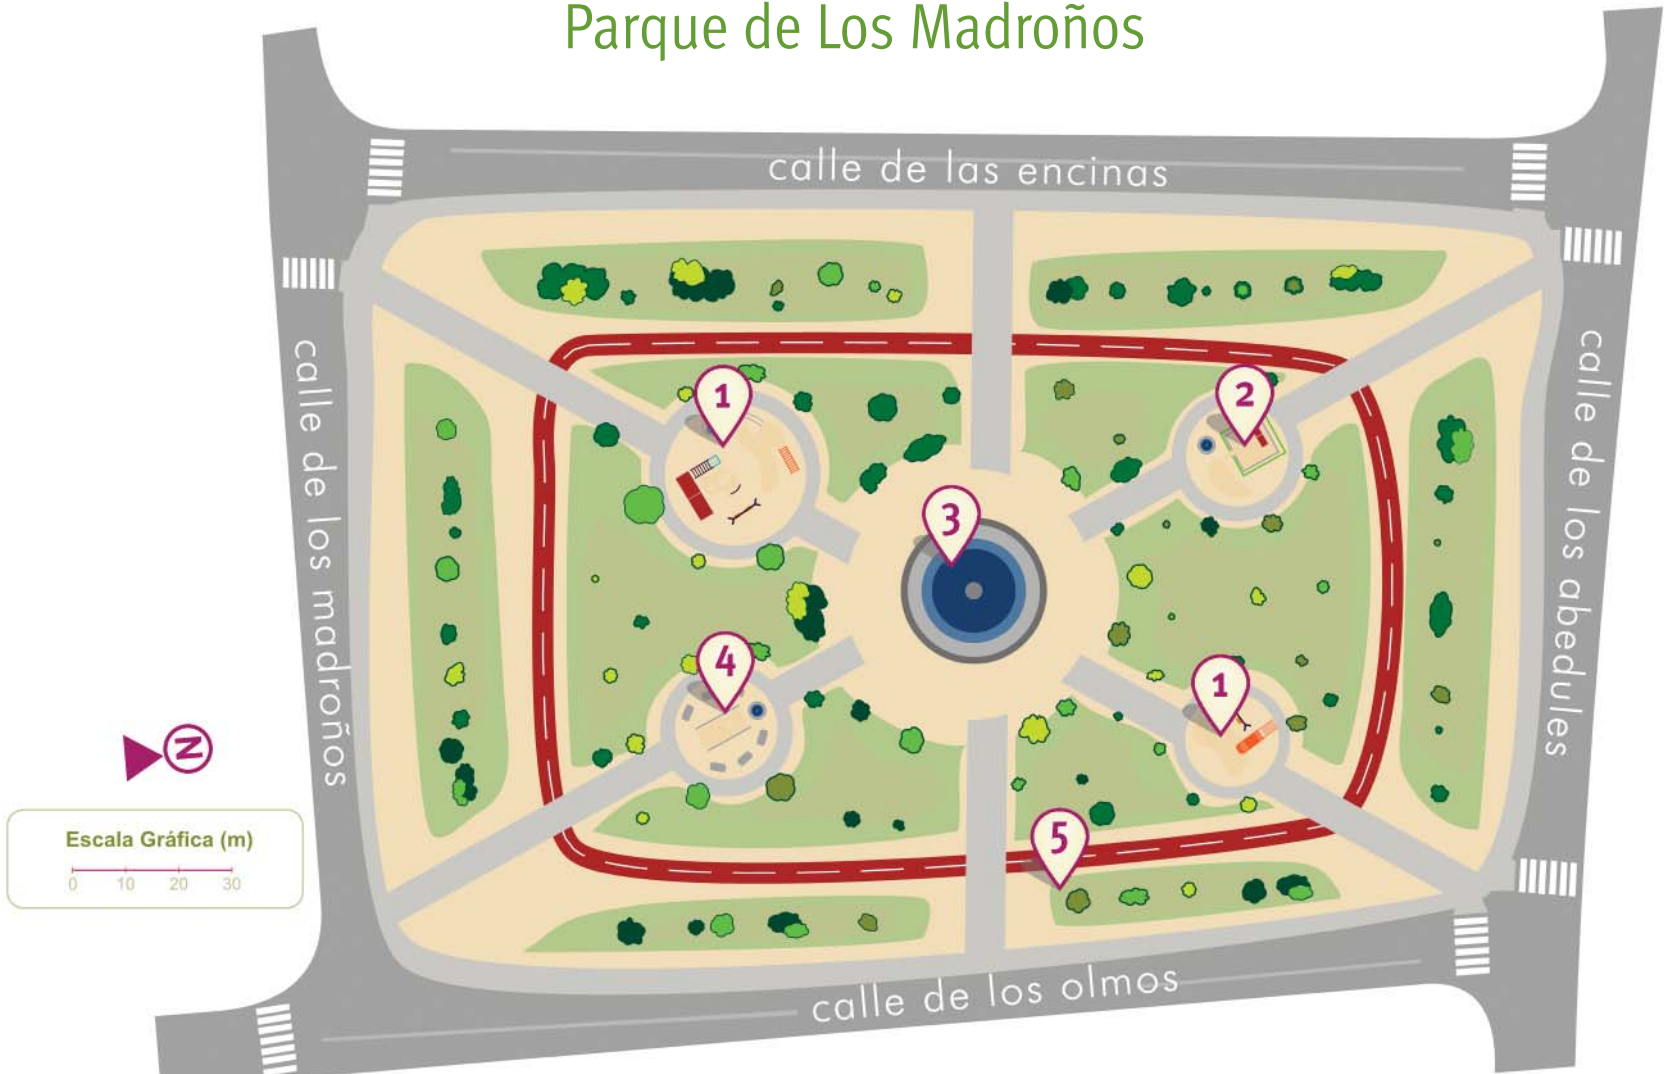 Parque de Los Madroños
calle de las encinas
calle de los madroños
calle de los abedules
1
2
3
4
1
5
N
Escala Gráfica (m)
0 10 20 30
calle de los olmos